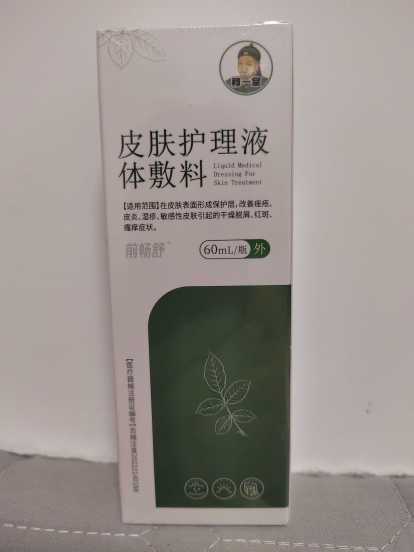 皮肤护理液
体敷料
Liquid Medical
Dressing For
Skin Treatment
【适用范围】在皮肤表面形成保护层,改善痤疮、
皮炎、湿疹、敏感性皮肤引起的干燥脱屑、红斑、
瘙痒症状。
前畅舒
60mL/瓶 外